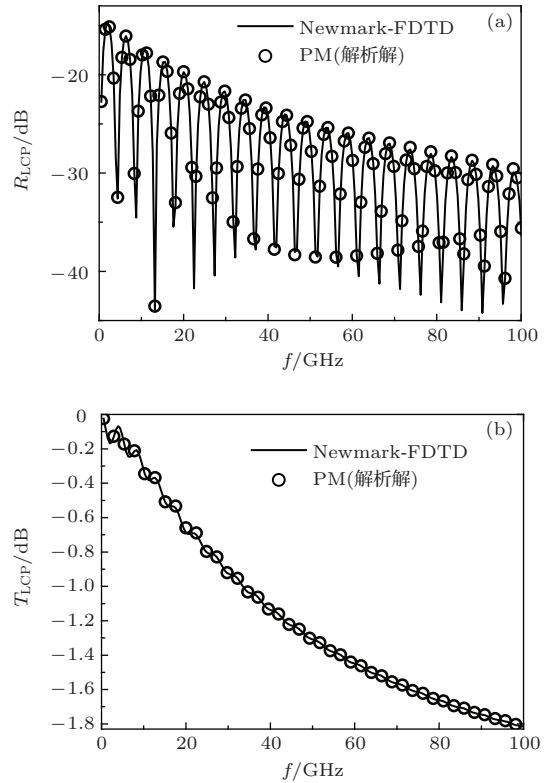 (a)
Newmark-FDTD
PM(解析解)
−20
−30
−40
R_LCP/dB
0
20
40
60
80
100
f/GHz
(b)
Newmark-FDTD
PM(解析解)
0
−0.2
−0.4
−0.6
−0.8
−1.0
−1.2
−1.4
−1.6
−1.8
T_LCP/dB
0
20
40
60
80
100
f/GHz